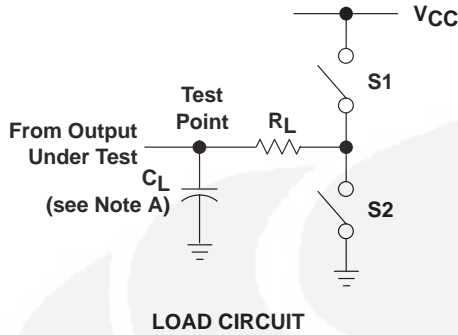 VCC
S1
Test
Point
RL
From Output
Under Test
CL
(see Note A)
S2
LOAD CIRCUIT